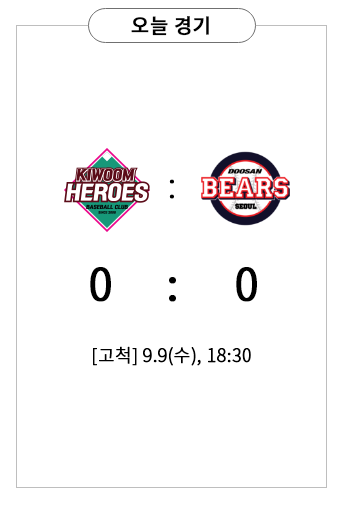 오늘 경기
KIWOOM
HEROES
BASEBALL CLUB
:
DOOSAN
BEARS
SEOUL
0 : 0
[고척] 9.9(수), 18:30